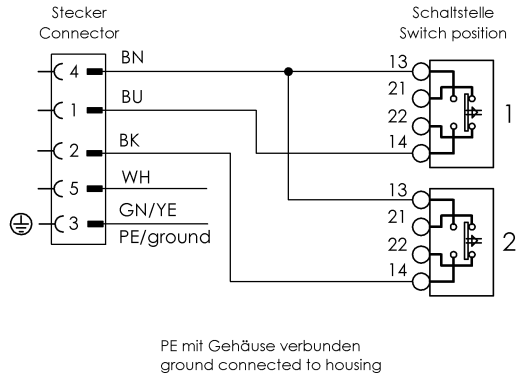 Stecker
Connector
Schaltstelle
Switch position
4 BN
1 BU
2 BK
5 WH
3 GN/YE
PE/ground
13
21
22
14
1
13
21
22
14
2
PE mit Gehäuse verbunden
ground connected to housing